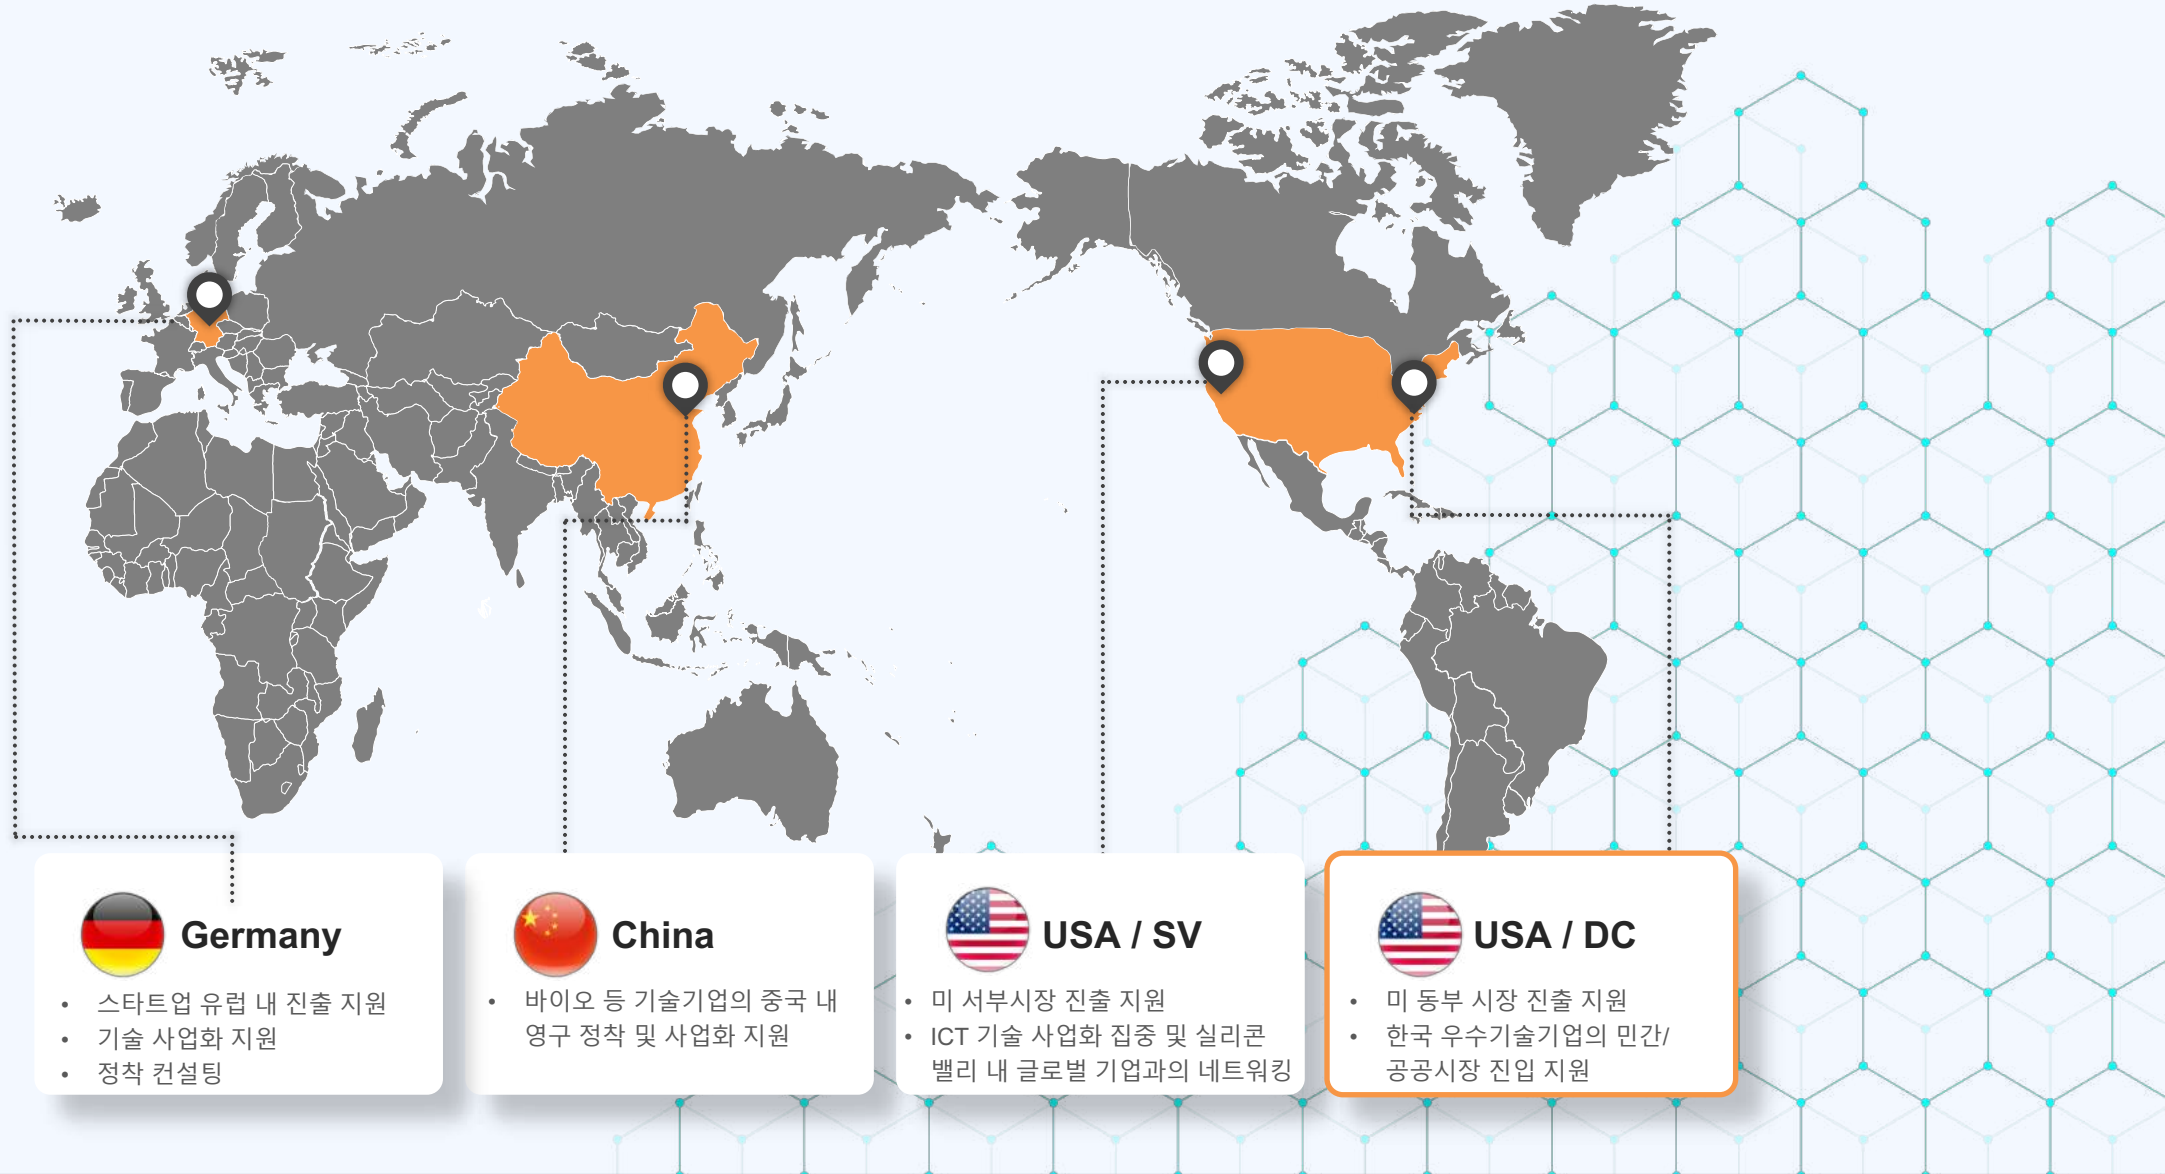 Germany
• 스타트업 유럽 내 진출 지원
• 기술 사업화 지원
• 정착 컨설팅
China
• 바이오 등 기술기업의 중국 내
영구 정착 및 사업화 지원
USA / SV
• 미 서부시장 진출 지원
• ICT 기술 사업화 집중 및 실리콘
밸리 내 글로벌 기업과의 네트워킹
USA / DC
• 미 동부 시장 진출 지원
• 한국 우수기술기업의 민간/
공공시장 진입 지원